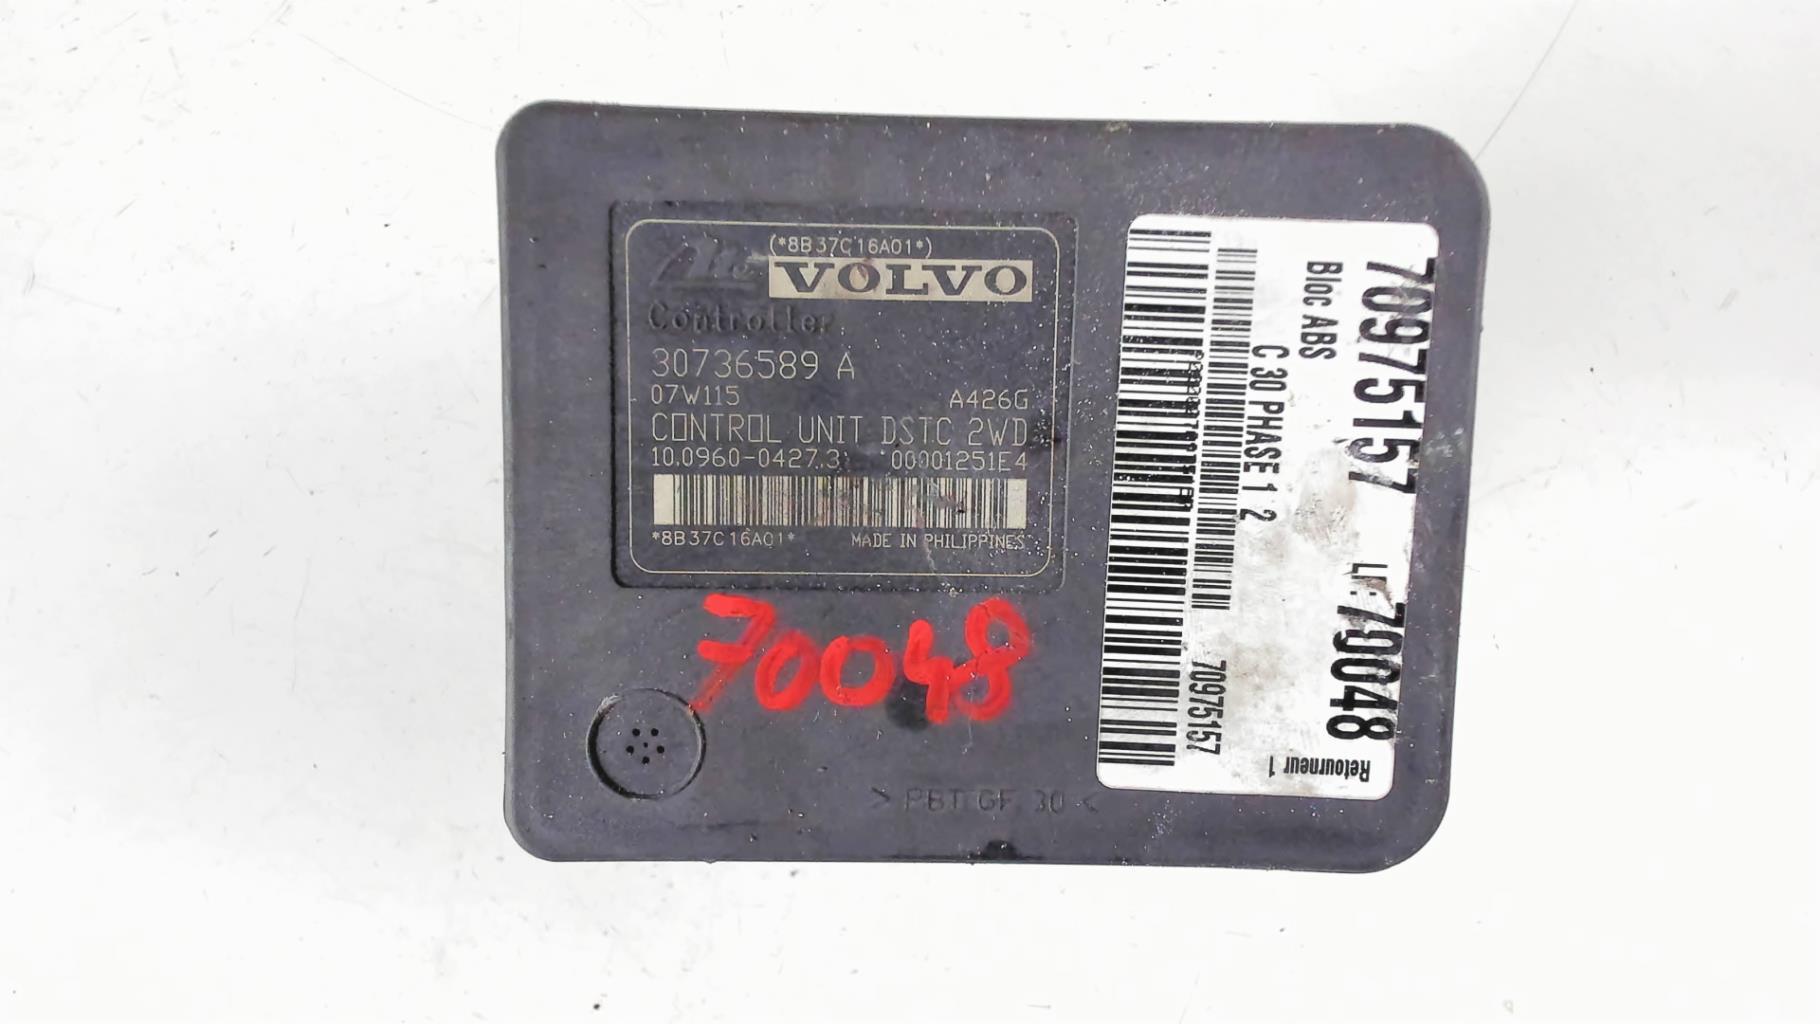 (*8B37C16A01*)
Ate VOLVO
Controller
30736589 A
07W115 A426G
CONTROL UNIT DSTC 2WD
10.0960-0427.3 00001251E4
*8B37C16A01* MADE IN PHILIPPINES
70048
> PBT GF 30 <
70975157 70048
Bloc ABS Retourneur 1
C 30 PHASE 1 2
70975157